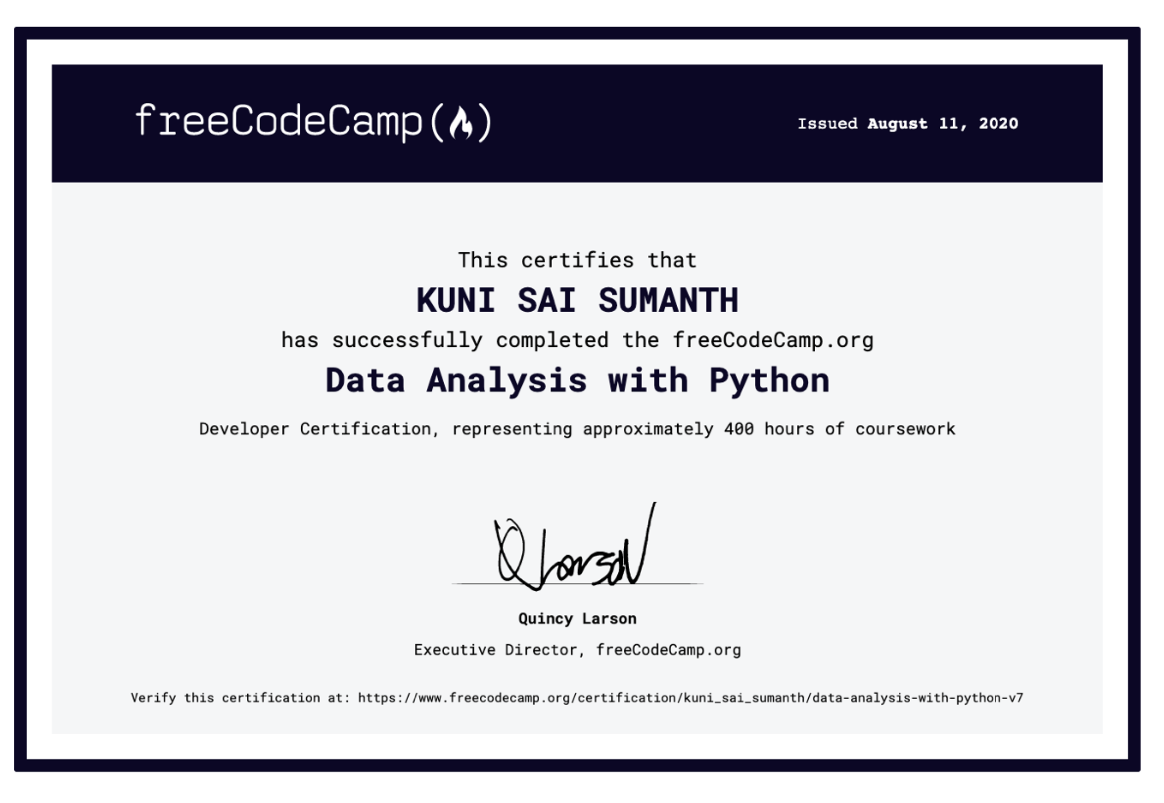 freeCodeCamp(🔥)
Issued August 11, 2020
This certifies that
KUNI SAI SUMANTH
has successfully completed the freeCodeCamp.org
Data Analysis with Python
Developer Certification, representing approximately 400 hours of coursework
Q Larson
Quincy Larson
Executive Director, freeCodeCamp.org
Verify this certification at: https://www.freecodecamp.org/certification/kuni_sai_sumanth/data-analysis-with-python-v7